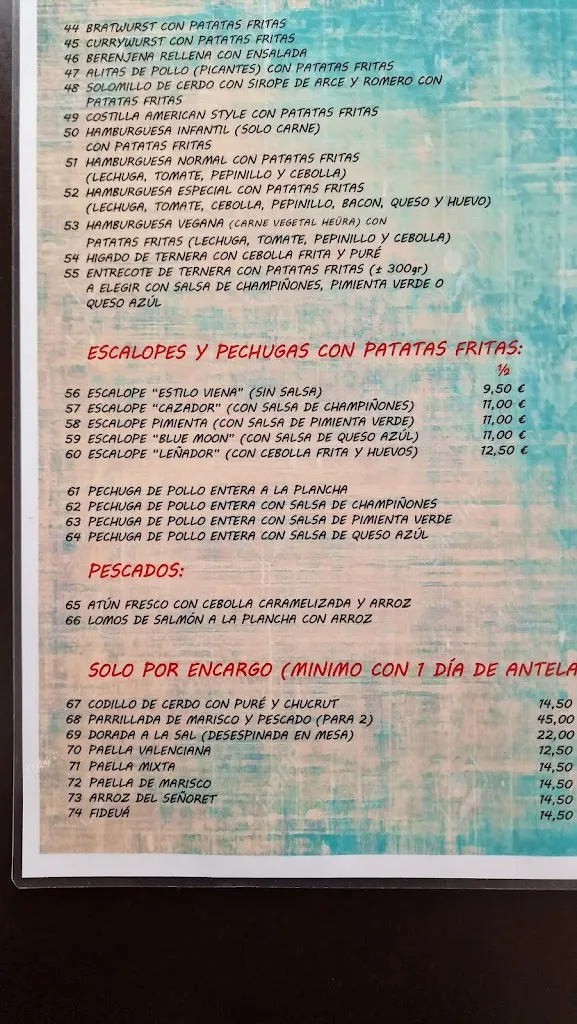 44 BRATWURST CON PATATAS FRITAS
45 CURRYWURST CON PATATAS FRITAS
46 BERENJENA RELLENA CON ENSALADA
47 ALITAS DE POLLO (PICANTES) CON PATATAS FRITAS
48 SOLOMILLO DE CERDO CON SIROPE DE ARCE Y ROMERO CON
PATATAS FRITAS
49 COSTILLA AMERICAN STYLE CON PATATAS FRITAS
50 HAMBURGUESA INFANTIL (SOLO CARNE)
CON PATATAS FRITAS
51 HAMBURGUESA NORMAL CON PATATAS FRITAS
(LECHUGA, TOMATE, PEPINILLO Y CEBOLLA)
52 HAMBURGUESA ESPECIAL CON PATATAS FRITAS
(LECHUGA, TOMATE, CEBOLLA, PEPINILLO, BACON, QUESO Y HUEVO)
53 HAMBURGUESA VEGANA (CARNE VEGETAL HEÜRA) CON
PATATAS FRITAS (LECHUGA, TOMATE, PEPINILLO Y CEBOLLA)
54 HIGADO DE TERNERA CON CEBOLLA FRITA Y PURÉ
55 ENTRECOTE DE TERNERA CON PATATAS FRITAS (± 300gr)
A ELEGIR CON SALSA DE CHAMPIÑONES, PIMIENTA VERDE O
QUESO AZÚL
ESCALOPES Y PECHUGAS CON PATATAS FRITAS:
½
56 ESCALOPE "ESTILO VIENA" (SIN SALSA) 9,50 €
57 ESCALOPE "CAZADOR" (CON SALSA DE CHAMPIÑONES) 11,00 €
58 ESCALOPE PIMIENTA (CON SALSA DE PIMIENTA VERDE) 11,00 €
59 ESCALOPE "BLUE MOON" (CON SALSA DE QUESO AZÚL) 11,00 €
60 ESCALOPE "LEÑADOR" (CON CEBOLLA FRITA Y HUEVOS) 12,50 €
61 PECHUGA DE POLLO ENTERA A LA PLANCHA
62 PECHUGA DE POLLO ENTERA CON SALSA DE CHAMPIÑONES
63 PECHUGA DE POLLO ENTERA CON SALSA DE PIMIENTA VERDE
64 PECHUGA DE POLLO ENTERA CON SALSA DE QUESO AZÚL
PESCADOS:
65 ATÚN FRESCO CON CEBOLLA CARAMELIZADA Y ARROZ
66 LOMOS DE SALMÓN A LA PLANCHA CON ARROZ
SOLO POR ENCARGO (MINIMO CON 1 DÍA DE ANTELA
67 CODILLO DE CERDO CON PURÉ Y CHUCRUT 14,50
68 PARRILLADA DE MARISCO Y PESCADO (PARA 2) 45,00
69 DORADA A LA SAL (DESESPINADA EN MESA) 22,00
70 PAELLA VALENCIANA 12,50
71 PAELLA MIXTA 14,50
72 PAELLA DE MARISCO 14,50
73 ARROZ DEL SEÑORET 14,50
74 FIDEUÁ 14,50